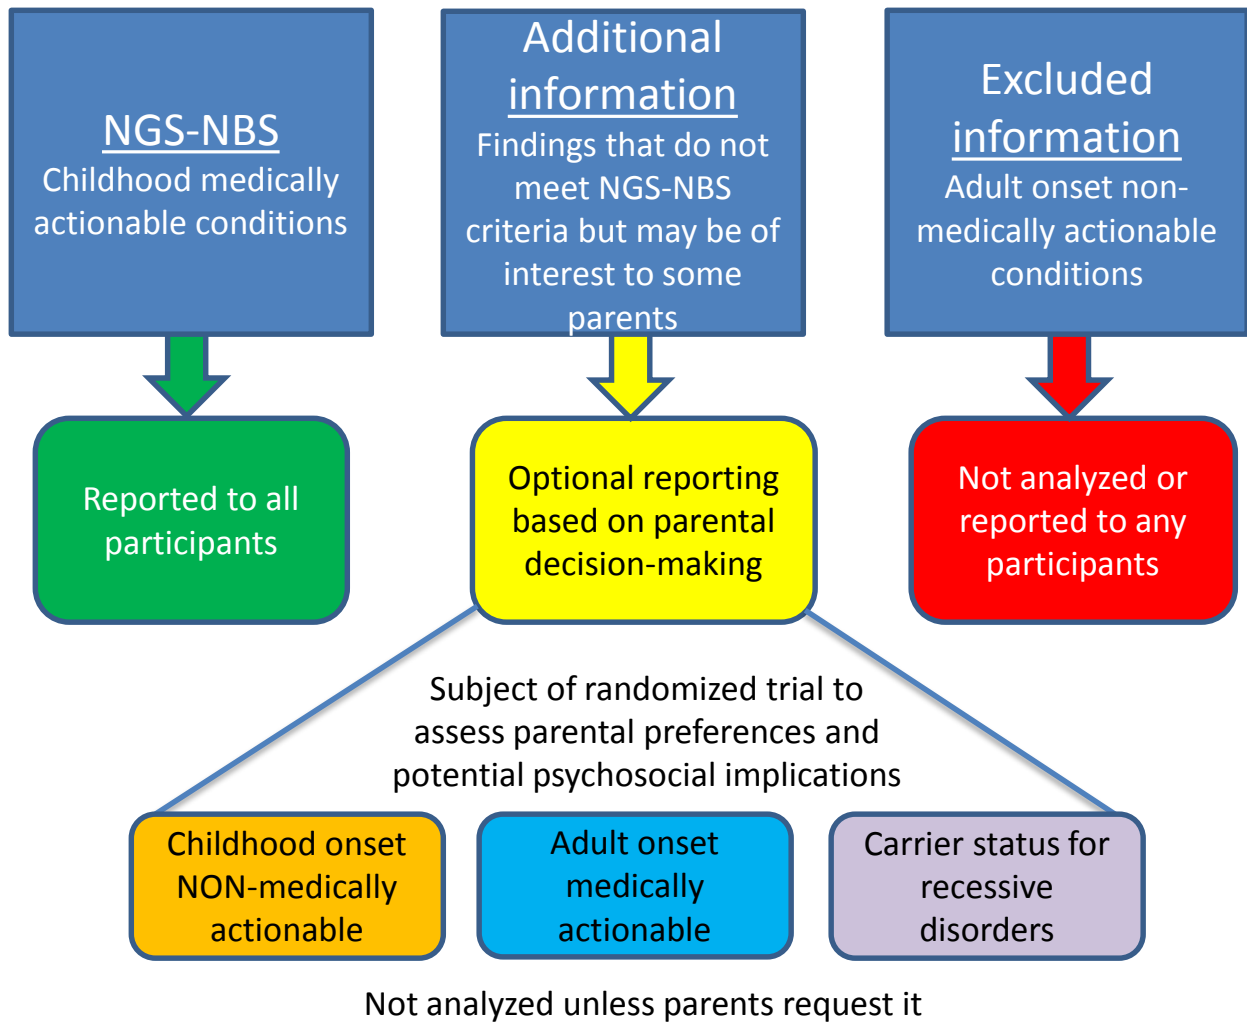 NGS-NBS
Childhood medically
actionable conditions
Additional
information
Findings that do not
meet NGS-NBS
criteria but may be of
interest to some
parents
Excluded
information
Adult onset non-
medically actionable
conditions
Reported to all
participants
Optional reporting
based on parental
decision-making
Not analyzed or
reported to any
participants
Subject of randomized trial to
assess parental preferences and
potential psychosocial implications
Childhood onset
NON-medically
actionable
Adult onset
medically
actionable
Carrier status for
recessive
disorders
Not analyzed unless parents request it